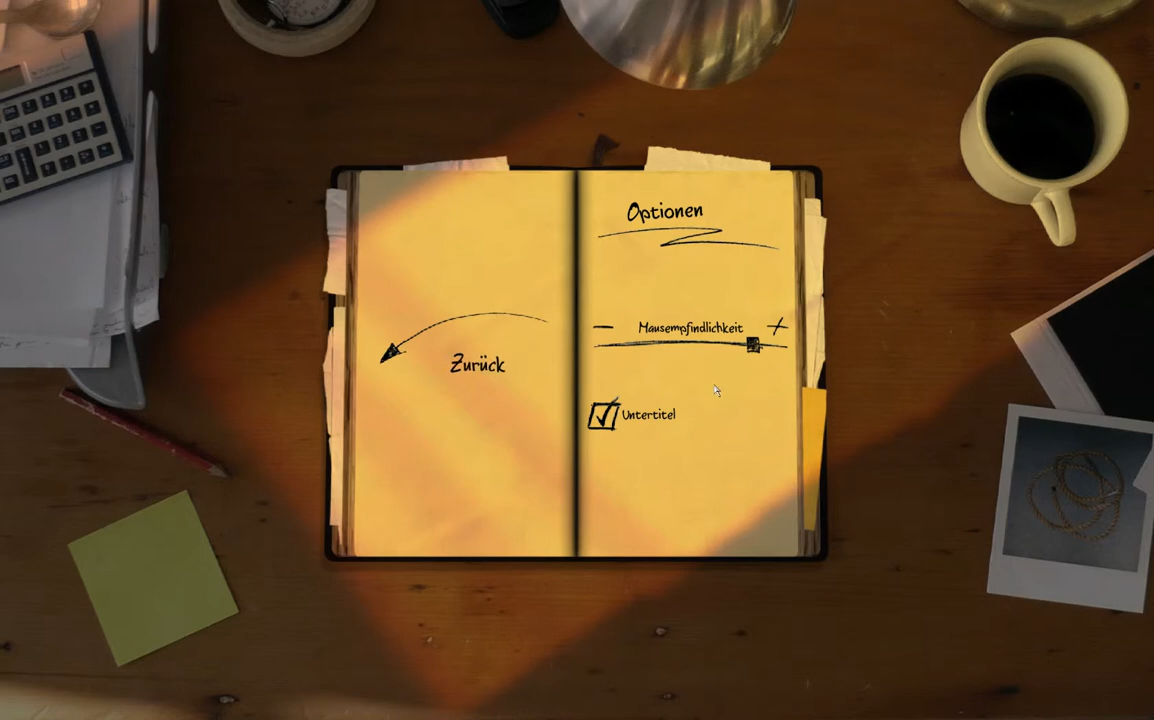 Optionen
− Mausempfindlichkeit +
Zurück
Untertitel